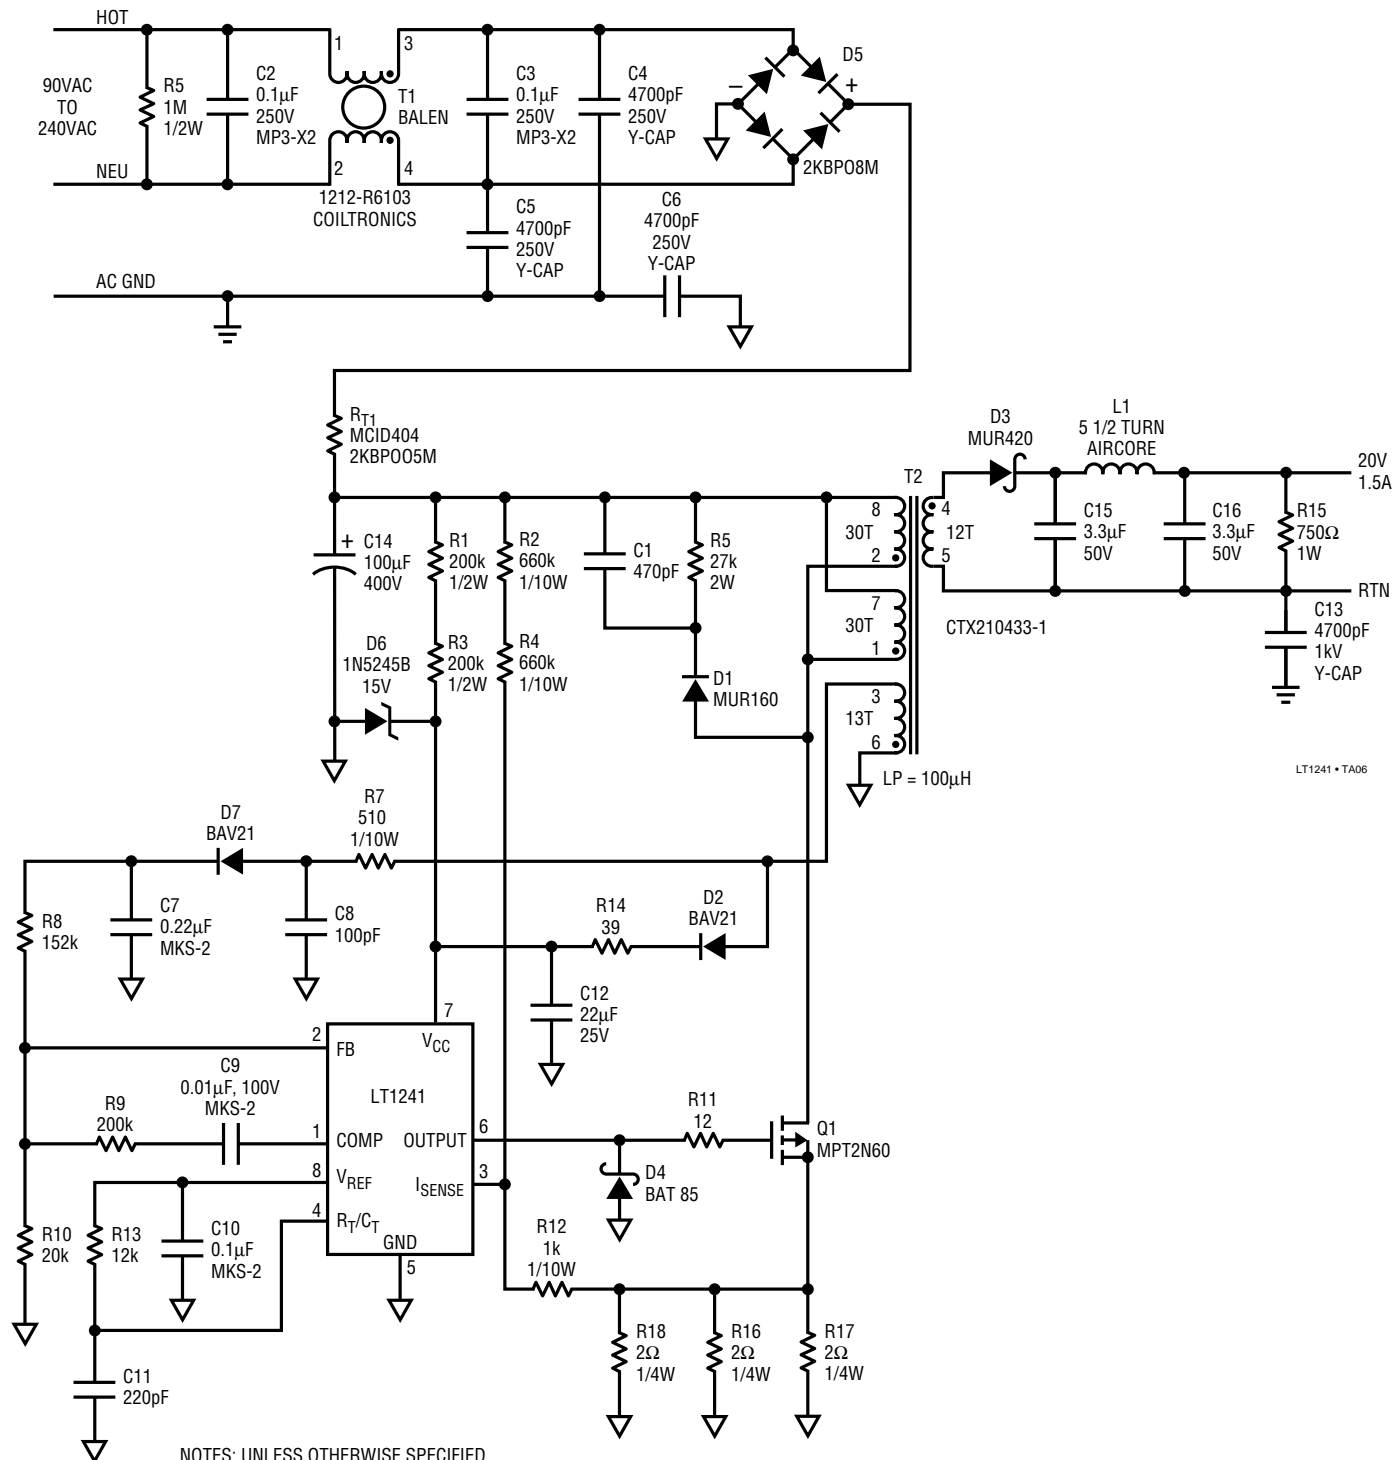 HOT
90VAC
TO
240VAC
R5
1M
1/2W
C2
0.1µF
250V
MP3-X2
1
3
T1
BALEN
2
4
1212-R6103
COILTRONICS
C3
0.1µF
250V
MP3-X2
C4
4700pF
250V
Y-CAP
D5
–
+
2KBPO8M
NEU
C5
4700pF
250V
Y-CAP
C6
4700pF
250V
Y-CAP
AC GND
RT1
MCID404
2KBPOO5M
+
C14
100µF
400V
R1
200k
1/2W
R2
660k
1/10W
C1
470pF
R5
27k
2W
R3
200k
1/2W
R4
660k
1/10W
D6
1N5245B
15V
D1
MUR160
T2
8
30T
2
7
30T
1
3
13T
6
4
12T
5
LP = 100µH
CTX210433-1
D3
MUR420
L1
5 1/2 TURN
AIRCORE
20V
1.5A
C15
3.3µF
50V
C16
3.3µF
50V
R15
750Ω
1W
RTN
C13
4700pF
1kV
Y-CAP
LT1241 • TA06
D7
BAV21
R7
510
1/10W
R8
152k
C7
0.22µF
MKS-2
C8
100pF
R14
39
D2
BAV21
C12
22µF
25V
7
VCC
2
FB
LT1241
C9
0.01µF, 100V
MKS-2
R9
200k
1
COMP
OUTPUT
6
8
VREF
ISENSE
3
4
RT/CT
GND
5
R10
20k
R13
12k
C10
0.1µF
MKS-2
C11
220pF
R11
12
Q1
MPT2N60
D4
BAT 85
R12
1k
1/10W
R18
2Ω
1/4W
R16
2Ω
1/4W
R17
2Ω
1/4W
NOTES: UNLESS OTHERWISE SPECIFIED